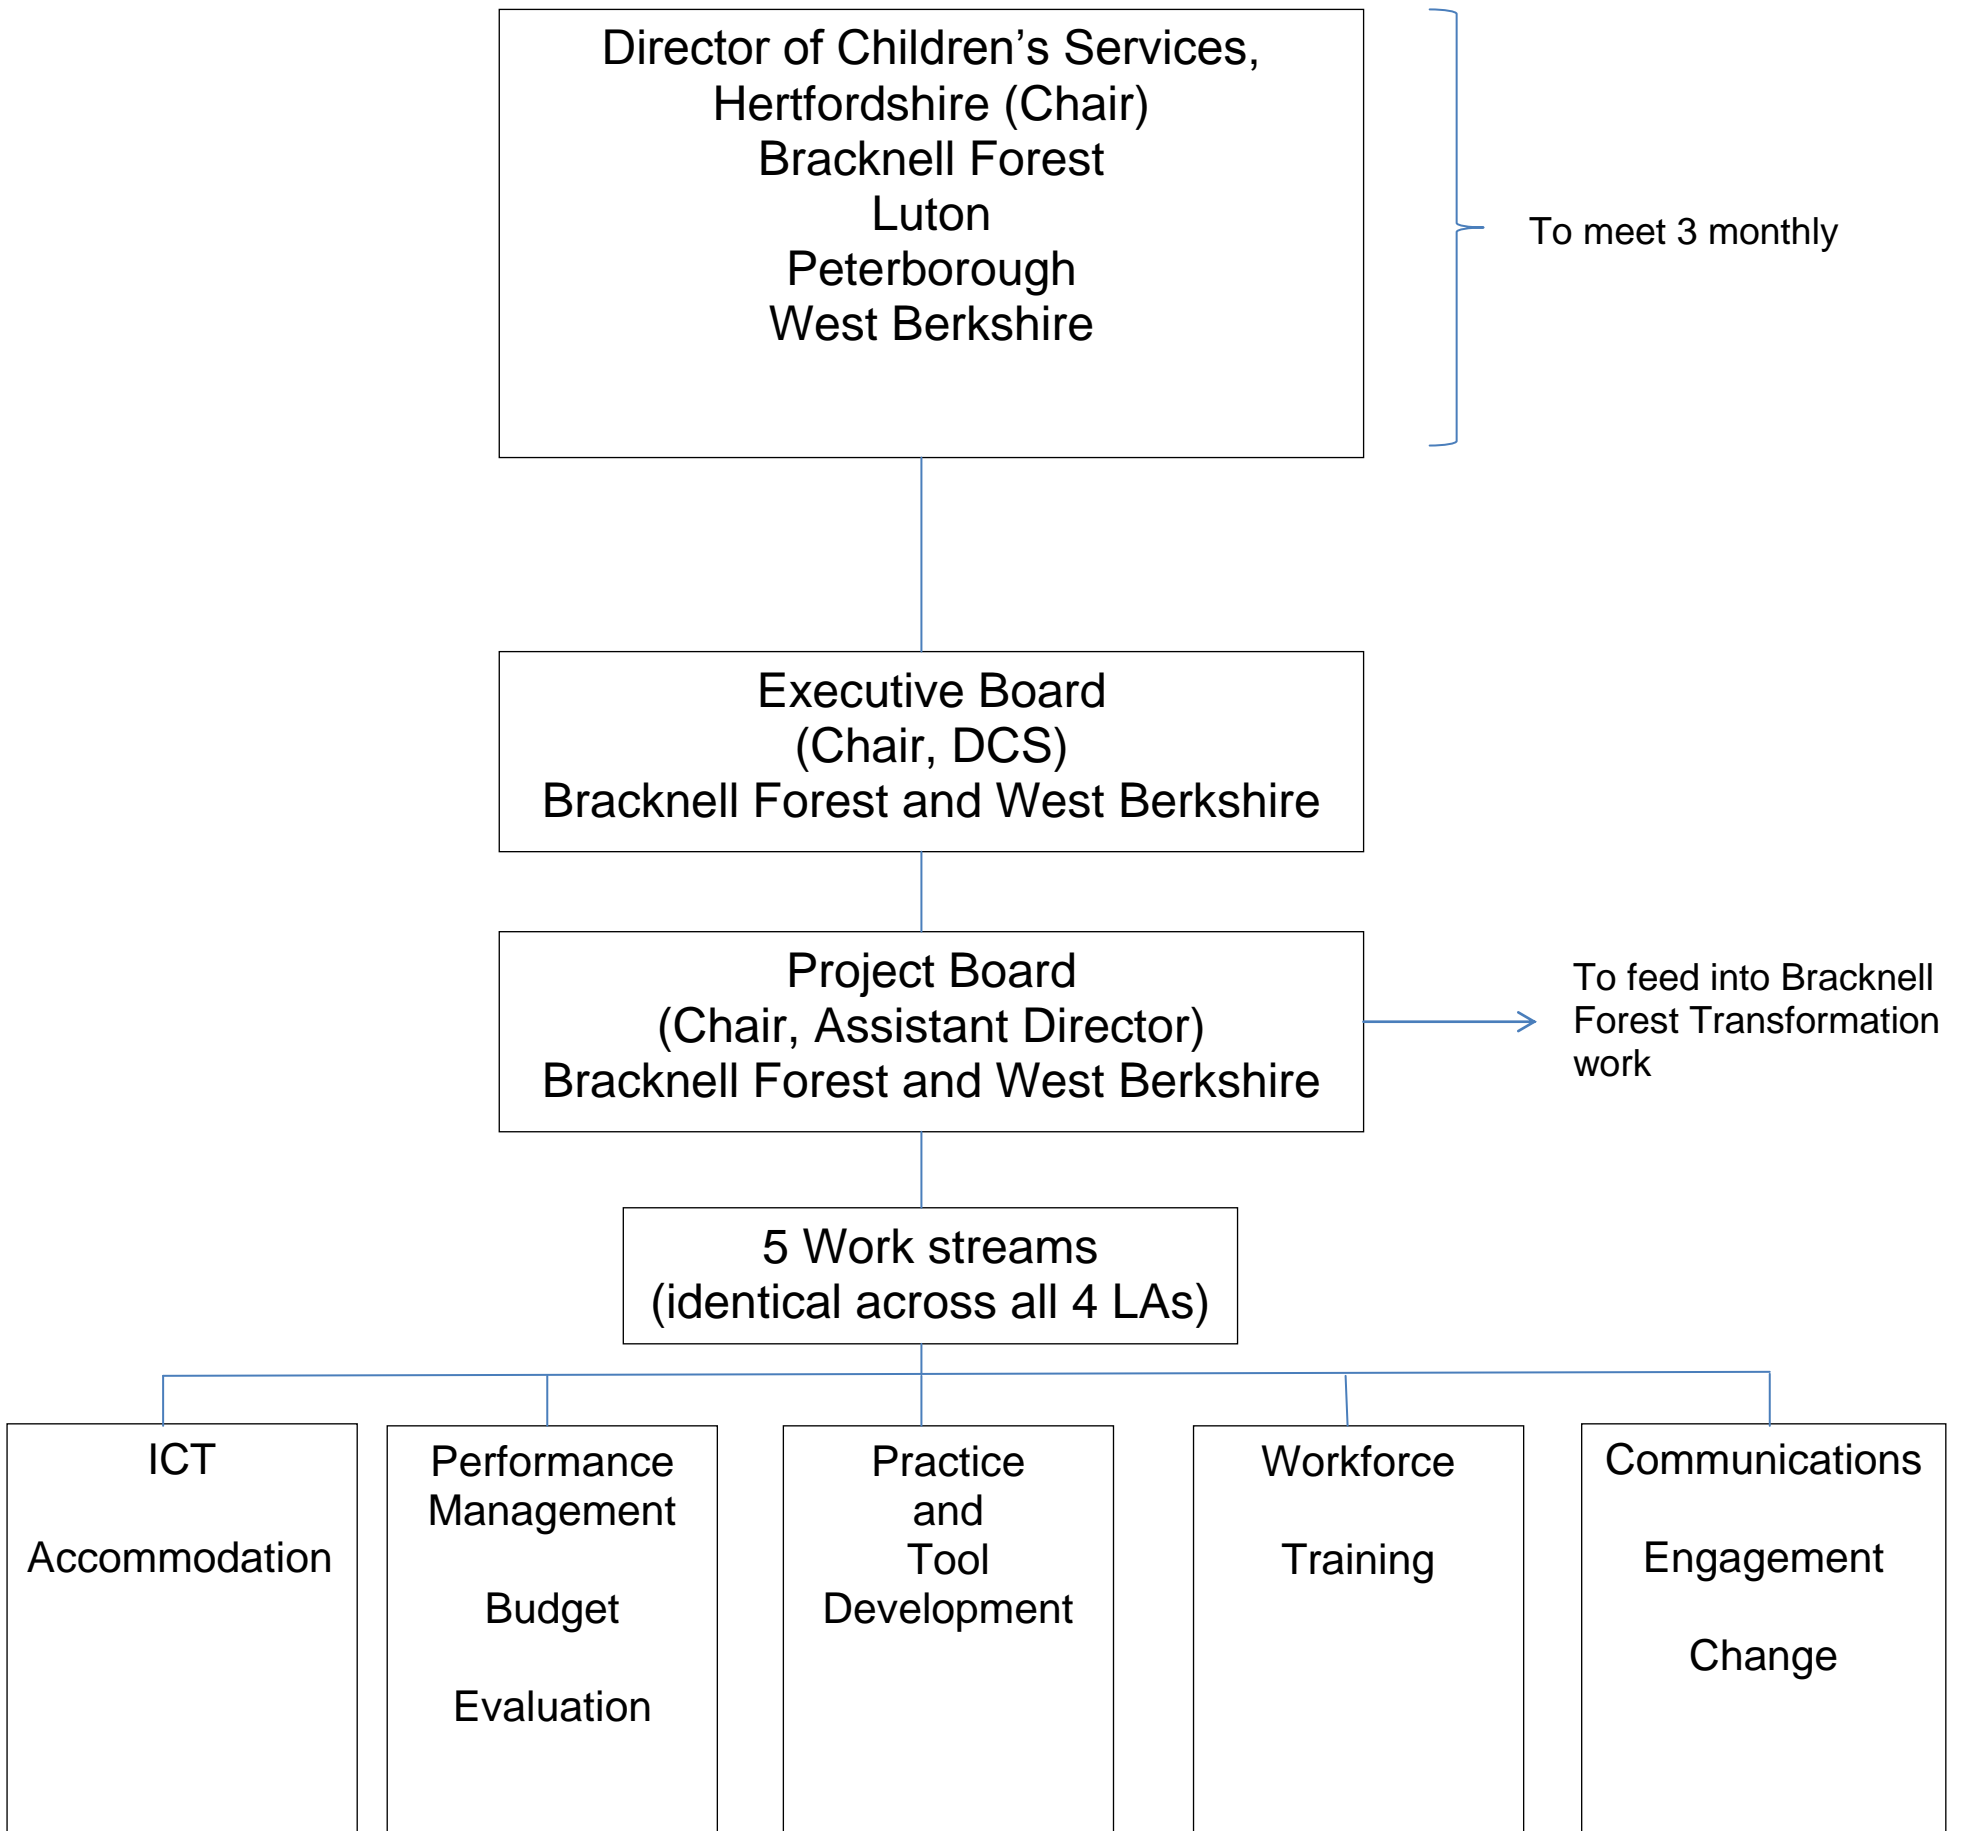 Director of Children’s Services,
Hertfordshire (Chair)
Bracknell Forest
Luton
Peterborough
West Berkshire
To meet 3 monthly
Executive Board
(Chair, DCS)
Bracknell Forest and West Berkshire
Project Board
(Chair, Assistant Director)
Bracknell Forest and West Berkshire
To feed into Bracknell
Forest Transformation
work
5 Work streams
(identical across all 4 LAs)
ICT
Accommodation
Performance
Management
Budget
Evaluation
Practice
and
Tool
Development
Workforce
Training
Communications
Engagement
Change